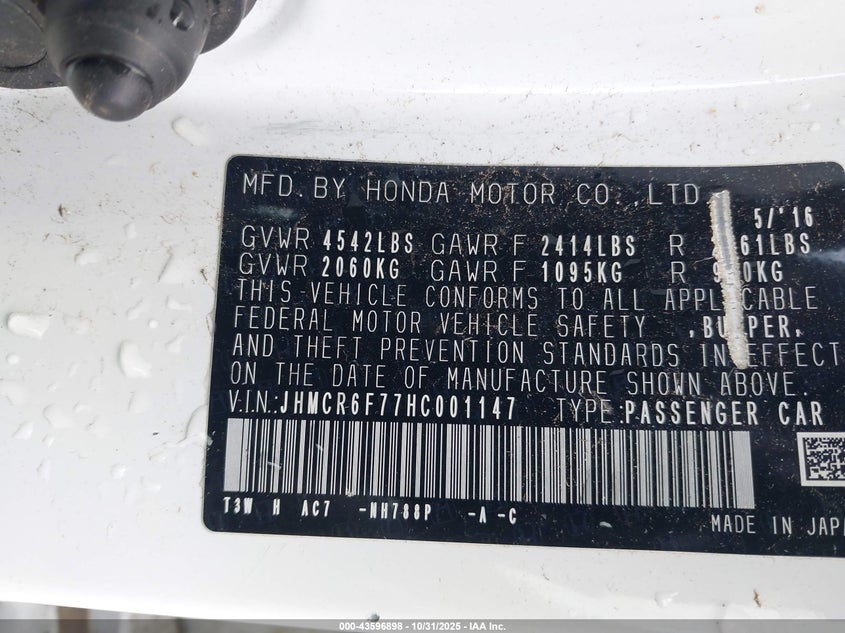 MFD. BY HONDA MOTOR CO., LTD
5/'16
GVWR 4542LBS GAWR F 2414LBS R
GVWR 2060KG GAWR F 1095KG R
THIS VEHICLE CONFORMS TO ALL APPLICABLE
FEDERAL MOTOR VEHICLE SAFETY ,BUMPER,
AND THEFT PREVENTION STANDARDS IN EFFECT
ON THE DATE OF MANUFACTURE SHOWN ABOVE.
V.I.N.: JHMCR6F77HC001147 TYPE:PASSENGER CAR
T3W H AC7 -NH788P -A -C
MADE IN JAPA
000-43596898 - 10/31/2025 - IAA Inc.